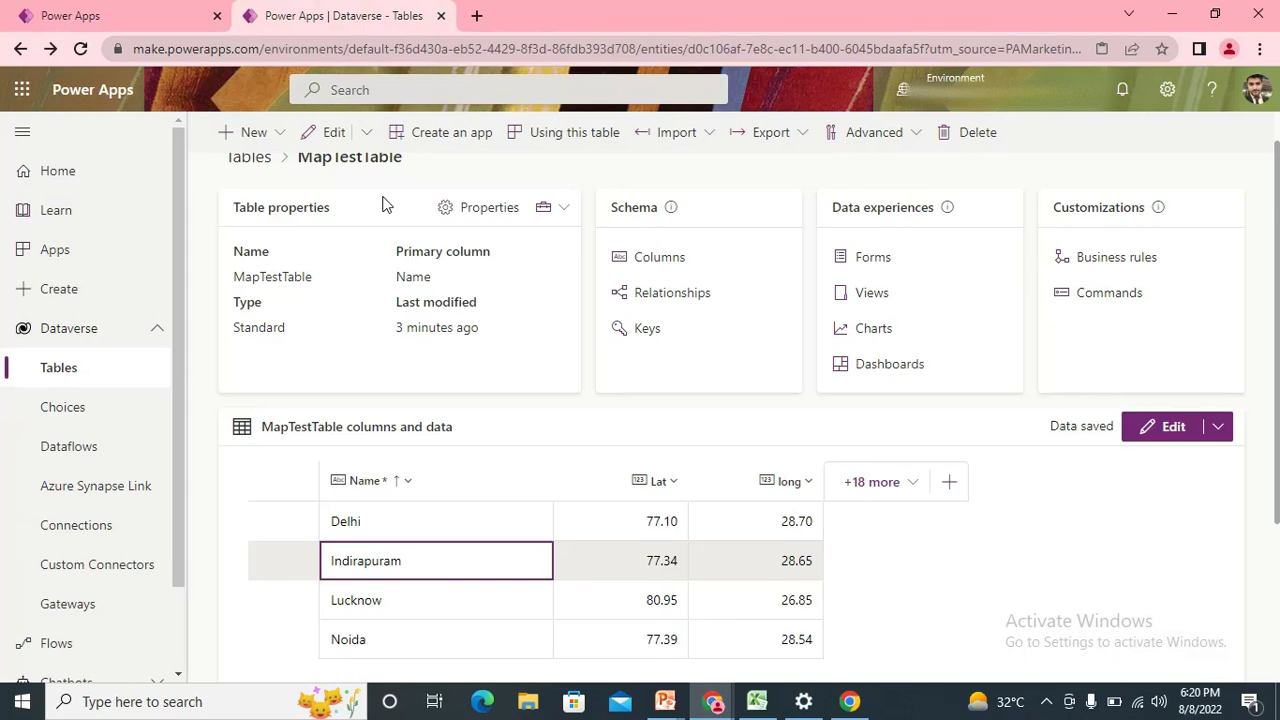 Power Apps
Power Apps | Dataverse - Tables
make.powerapps.com/environments/default-f36d430a-eb52-4429-8f3d-86fdb393d708/entities/d0c106af-7e8c-ec11-b400-6045bdaafa5f?utm_source=PAMarketin...
Power Apps
Search
Environment
New
Edit
Create an app
Using this table
Import
Export
Advanced
Delete
Home
Learn
Apps
Create
Dataverse
Tables
Choices
Dataflows
Azure Synapse Link
Connections
Custom Connectors
Gateways
Flows
Chatbots
Tables > MapTestTable
Table properties
Properties
Name
Primary column
MapTestTable
Name
Type
Last modified
Standard
3 minutes ago
Schema
Columns
Relationships
Keys
Data experiences
Forms
Views
Charts
Dashboards
Customizations
Business rules
Commands
MapTestTable columns and data
Data saved
Edit
Name * ↑ Lat long +18 more
Delhi 77.10 28.70
Indirapuram 77.34 28.65
Lucknow 80.95 26.85
Noida 77.39 28.54
Activate Windows
Go to Settings to activate Windows.
Type here to search
32°C
6:20 PM
8/8/2022